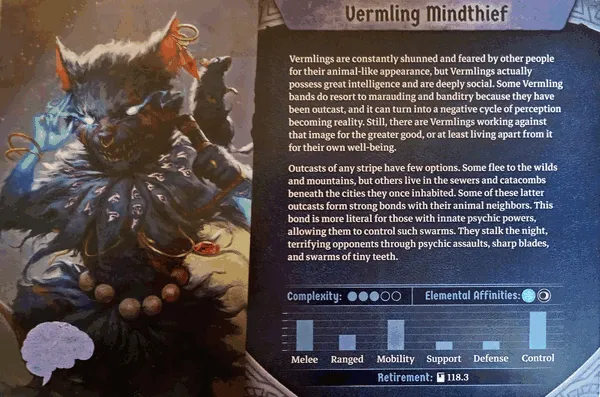 Vermling Mindthief
Vermlings are constantly shunned and feared by other people
for their animal-like appearance, but Vermlings actually
possess great intelligence and are deeply social. Some Vermling
bands do resort to marauding and banditry because they have
been outcast, and it can turn into a negative cycle of perception
becoming reality. Still, there are Vermlings working against
that image for the greater good, or at least living apart from it
for their own well-being.
Outcasts of any stripe have few options. Some flee to the wilds
and mountains, but others live in the sewers and catacombs
beneath the cities they once inhabited. Some of these latter
outcasts form strong bonds with their animal neighbors. This
bond is more literal for those with innate psychic powers,
allowing them to control such swarms. They stalk the night,
terrifying opponents through psychic assaults, sharp blades,
and swarms of tiny teeth.
Complexity: Elemental Affinities:
Melee Ranged Mobility Support Defense Control
Retirement: 118.3